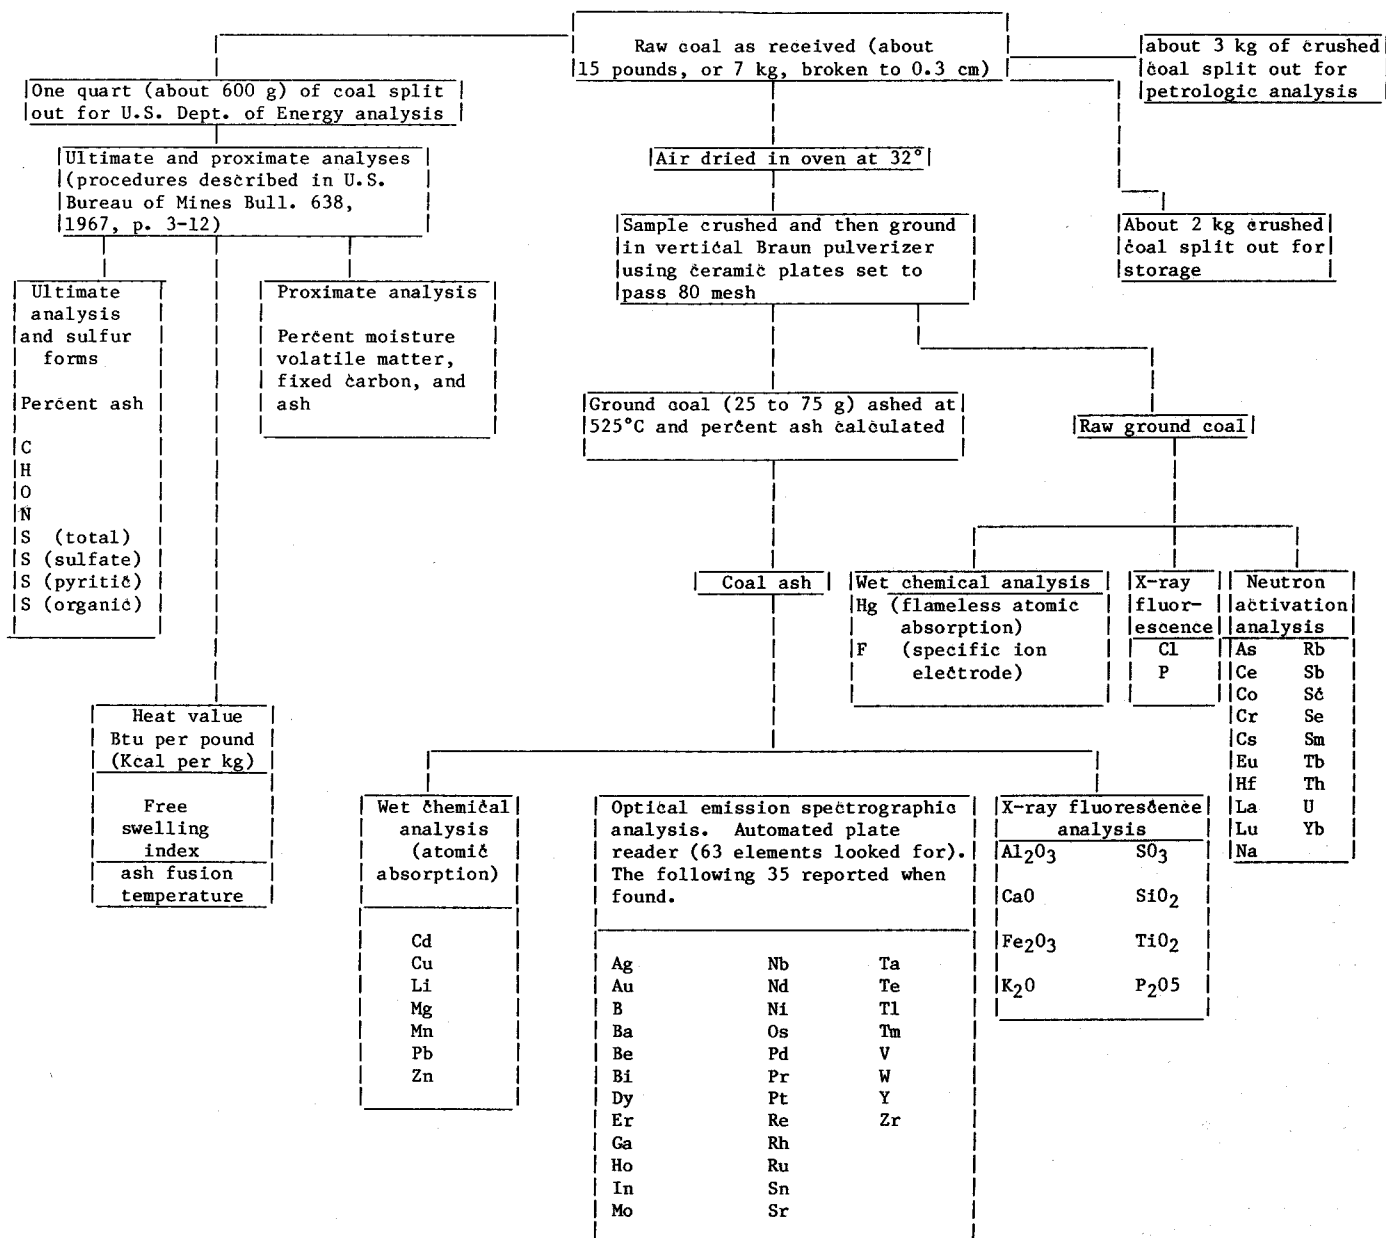 Raw coal as received (about
15 pounds, or 7 kg, broken to 0.3 cm)
about 3 kg of crushed
coal split out for
petrologic analysis
One quart (about 600 g) of coal split
out for U.S. Dept. of Energy analysis
Ultimate and proximate analyses
(procedures described in U.S.
Bureau of Mines Bull. 638,
1967, p. 3-12)
Air dried in oven at 32°
Sample crushed and then ground
in vertical Braun pulverizer
using ceramic plates set to
pass 80 mesh
About 2 kg crushed
coal split out for
storage
Ultimate
analysis
and sulfur
forms
Percent ash
C
H
O
N
S (total)
S (sulfate)
S (pyritic)
S (organic)
Proximate analysis
Percent moisture
volatile matter,
fixed carbon, and
ash
Ground coal (25 to 75 g) ashed at
525°C and percent ash calculated
Raw ground coal
Coal ash
Wet chemical analysis
Hg (flameless atomic
absorption)
F (specific ion
electrode)
X-ray
fluor-
escence
Cl
P
Neutron
activation
analysis
As Rb
Ce Sb
Co Sc
Cr Se
Cs Sm
Eu Tb
Hf Th
La U
Lu Yb
Na
Heat value
Btu per pound
(Kcal per kg)
Free
swelling
index
ash fusion
temperature
Wet chemical
analysis
(atomic
absorption)
Cd
Cu
Li
Mg
Mn
Pb
Zn
Optical emission spectrographic
analysis. Automated plate
reader (63 elements looked for).
The following 35 reported when
found.
Ag Nb Ta
Au Nd Te
B Ni Tl
Ba Os Tm
Be Pd V
Bi Pr W
Dy Pt Y
Er Re Zr
Ga Rh
Ho Ru
In Sn
Mo Sr
X-ray fluorescence
analysis
Al2O3 SO3
CaO SiO2
Fe2O3 TiO2
K2O P2O5